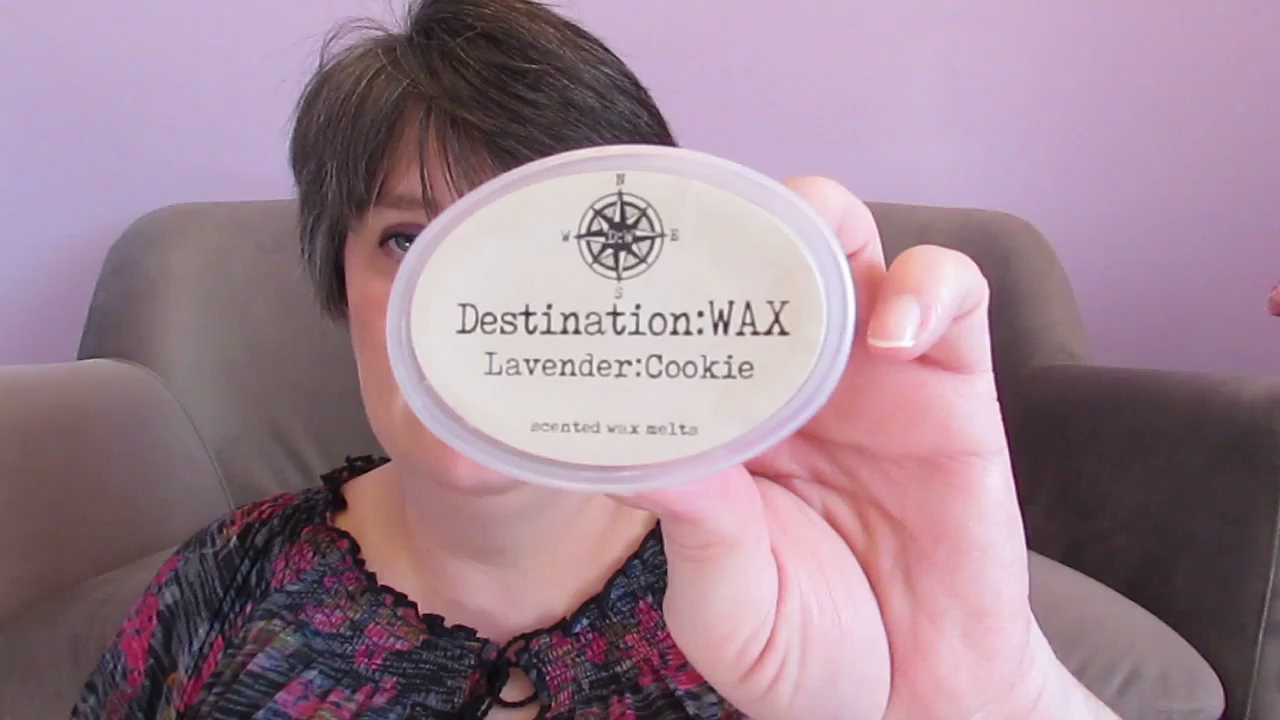 N
W D:W E
S
Destination:WAX
Lavender:Cookie
scented wax melts